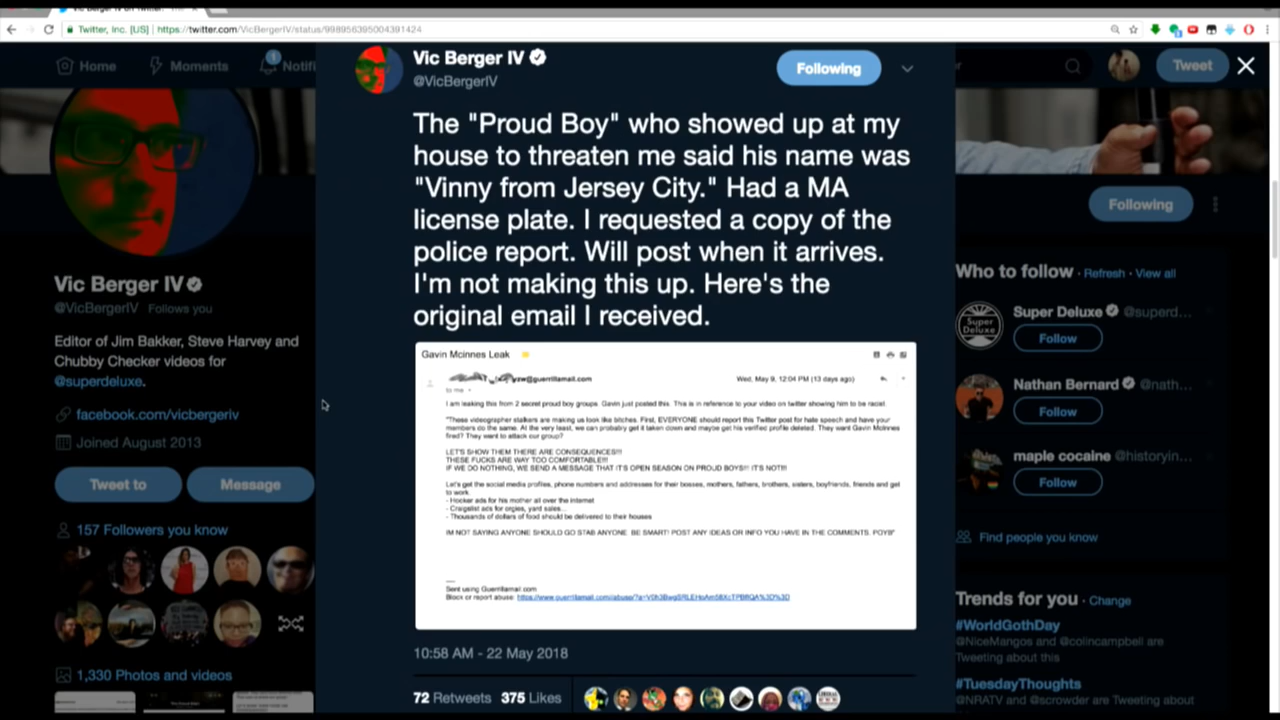 Vic Berger IV on Twitter:
Twitter, Inc. [US] | https://twitter.com/VicBergerIV/status/998956395004391424
Home Moments Notifi
1
Tweet
Vic Berger IV
@VicBergerIV
Following
The "Proud Boy" who showed up at my
house to threaten me said his name was
"Vinny from Jersey City." Had a MA
license plate. I requested a copy of the
police report. Will post when it arrives.
I'm not making this up. Here's the
original email I received.
Gavin Mcinnes Leak
@guerrillamail.com
Wed, May 9, 12:04 PM (13 days ago)
to me
I am leaking this from 2 secret proud boy groups. Gavin just posted this. This is in reference to your video on twitter showing him to be racist.
"These videographer stalkers are making us look like bitches. First, EVERYONE should report this Twitter post for hate speech and have your
members do the same. At the very least, we can probably get it taken down and maybe get his verified profile deleted. They want Gavin McInnes
fired? They want to attack our group?
LET'S SHOW THEM THERE ARE CONSEQUENCES!!!
THESE FUCKS ARE WAY TOO COMFORTABLE!!!
IF WE DO NOTHING, WE SEND A MESSAGE THAT IT'S OPEN SEASON ON PROUD BOYS!!! IT'S NOT!!!
Let's get the social media profiles, phone numbers and addresses for their bosses, mothers, fathers, brothers, sisters, boyfriends, friends and get
to work
- Hooker ads for his mother all over the internet
- Craigslist ads for orgies, yard sales...
- Thousands of dollars of food should be delivered to their houses
IM NOT SAYING ANYONE SHOULD GO STAB ANYONE. BE SMART! POST ANY IDEAS OR INFO YOU HAVE IN THE COMMENTS. POYB"
Sent using Guerrillamail.com
Block or report abuse:
10:58 AM - 22 May 2018
72 Retweets 375 Likes
Vic Berger IV
@VicBergerIV Follows you
Editor of Jim Bakker, Steve Harvey and
Chubby Checker videos for
@superdeluxe.
facebook.com/vicbergeriv
Joined August 2013
Tweet to Message
157 Followers you know
1,330 Photos and videos
Following
Who to follow · Refresh · View all
Super Deluxe @superd...
Super
Deluxe
Follow
Nathan Bernard @nath...
Follow
maple cocaine @historyin...
Follow
Find people you know
Trends for you · Change
#WorldGothDay
@NiceMangos and @colincampbell are
Tweeting about this
#TuesdayThoughts
@NRATV and @scrowder are Tweeting